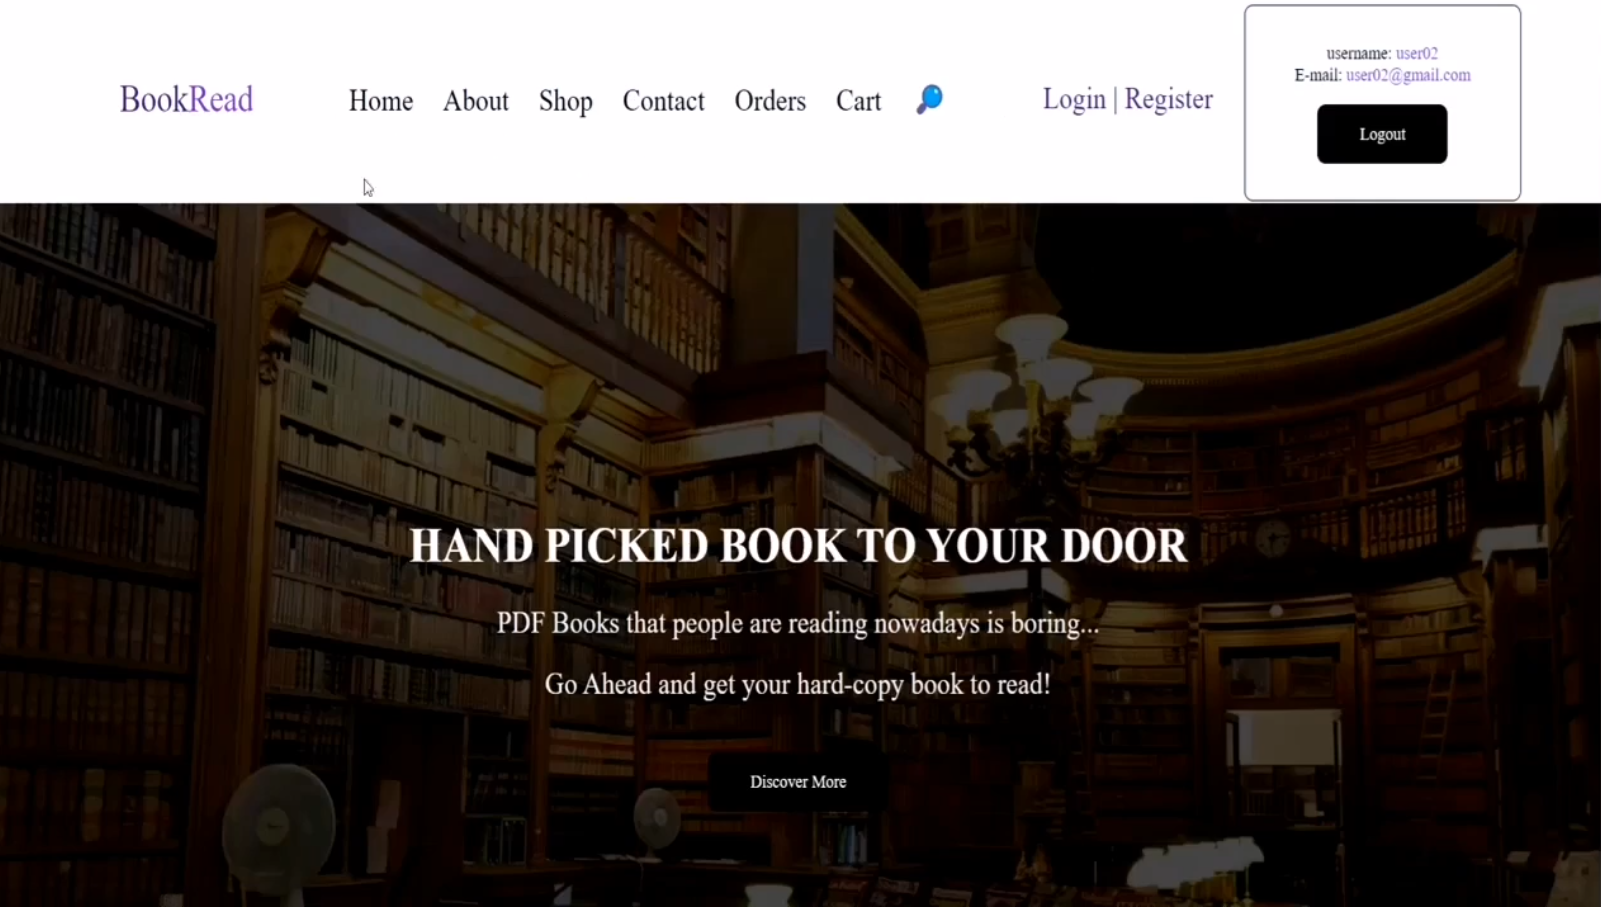 BookRead
Home About Shop Contact Orders Cart
Login | Register
username: user02
E-mail: user02@gmail.com
Logout
HAND PICKED BOOK TO YOUR DOOR
PDF Books that people are reading nowadays is boring...
Go Ahead and get your hard-copy book to read!
Discover More